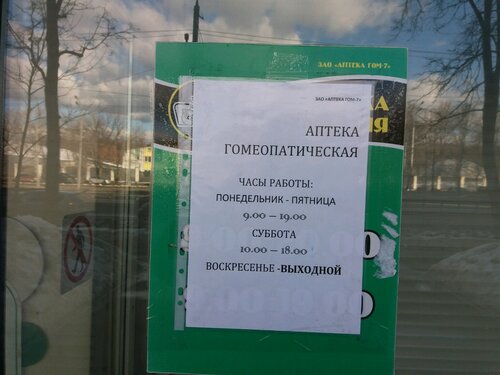 ЗАО «АПТЕКА ГОМ-7»
ЗАО «АПТЕКА ГОМ-7»
АПТЕКА
ГОМЕОПАТИЧЕСКАЯ
ЧАСЫ РАБОТЫ:
ПОНЕДЕЛЬНИК - ПЯТНИЦА
9.00 – 19.00
СУББОТА
10.00 – 18.00
ВОСКРЕСЕНЬЕ -ВЫХОДНОЙ